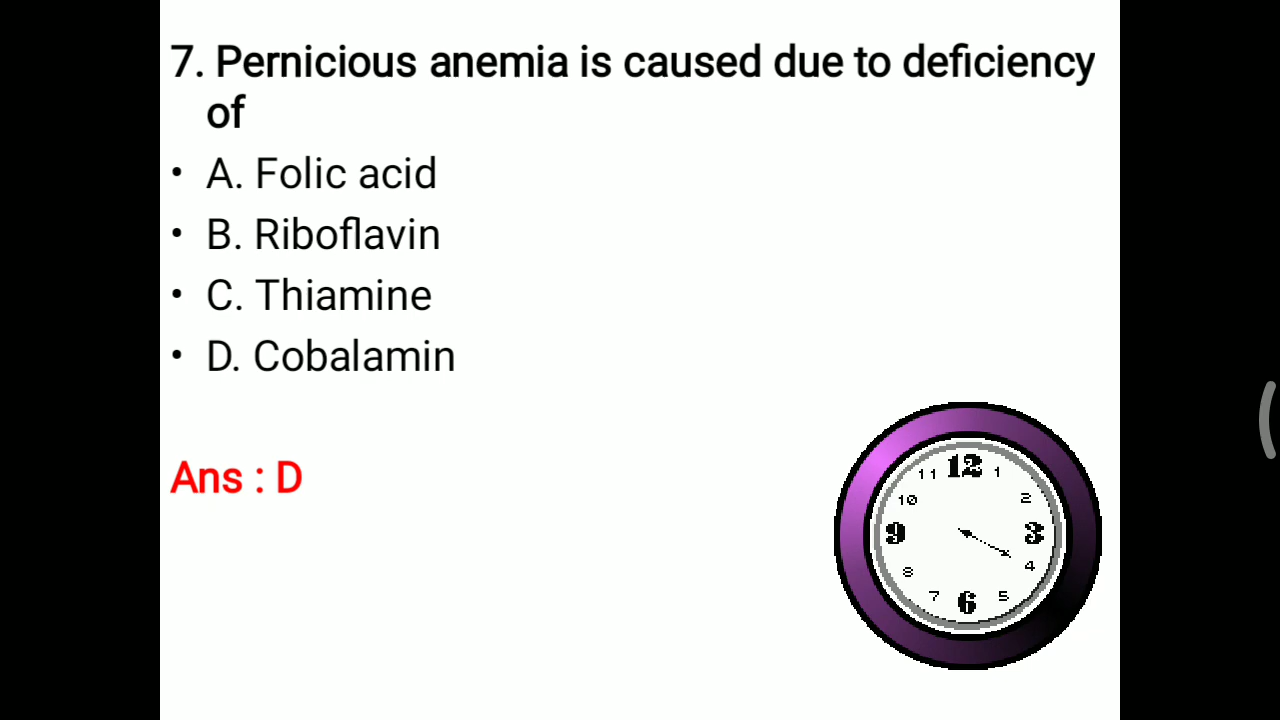 7. Pernicious anemia is caused due to deficiency
of
• A. Folic acid
• B. Riboflavin
• C. Thiamine
• D. Cobalamin
Ans : D
12
11 1
10 2
9 3
8 4
7 5
6